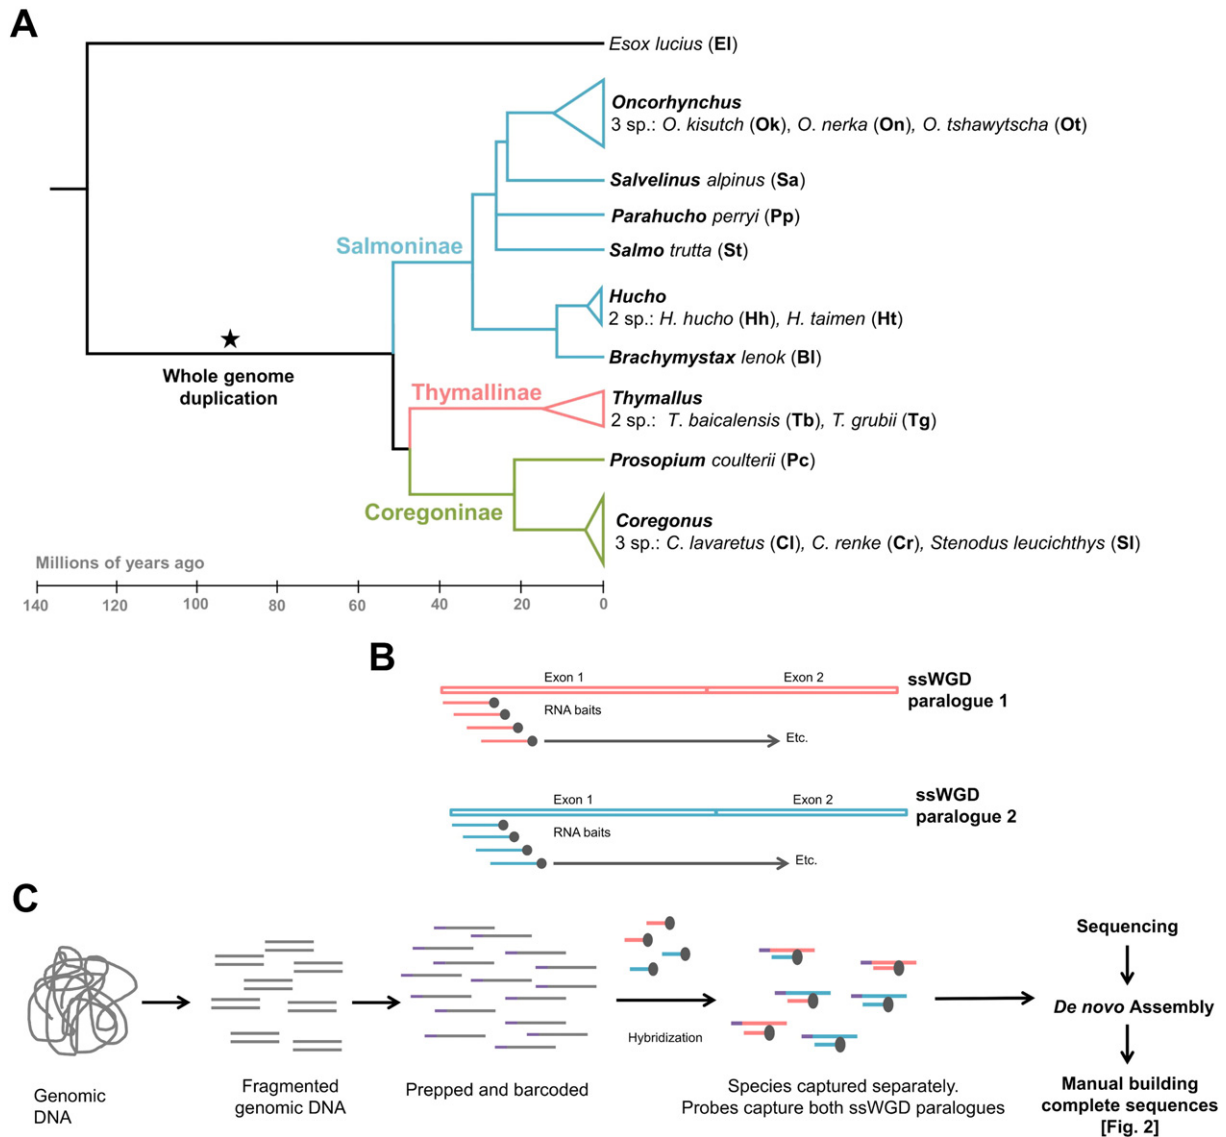 A
Esox lucius (El)
Oncorhynchus
3 sp.: O. kisutch (Ok), O. nerka (On), O. tshawytscha (Ot)
Salvelinus alpinus (Sa)
Parahucho perryi (Pp)
Salmo trutta (St)
Salmoninae
Hucho
2 sp.: H. hucho (Hh), H. taimen (Ht)
Brachymystax lenok (Bl)
Whole genome
duplication
Thymallinae
Thymallus
2 sp.: T. baicalensis (Tb), T. grubii (Tg)
Prosopium coulterii (Pc)
Coregoninae
Coregonus
3 sp.: C. lavaretus (Cl), C. renke (Cr), Stenodus leucichthys (Sl)
Millions of years ago
140 120 100 80 60 40 20 0
B
Exon 1 Exon 2
ssWGD
paralogue 1
RNA baits
Etc.
Exon 1 Exon 2
ssWGD
paralogue 2
RNA baits
Etc.
C
Genomic
DNA
Fragmented
genomic DNA
Prepped and barcoded
Hybridization
Species captured separately.
Probes capture both ssWGD paralogues
Sequencing
De novo Assembly
Manual building
complete sequences
[Fig. 2]